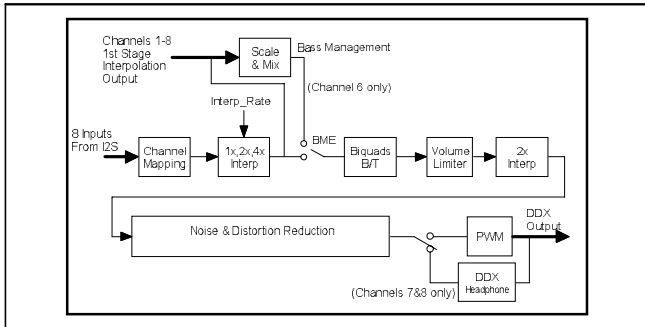 Channels 1-8
1st Stage
Interpolation
Output
Scale
& Mix
Bass Management
(Channel 6 only)
Interp_Rate
8 Inputs
From I2S
Channel
Mapping
1x,2x,4x
Interp
BME
Biquads
B/T
Volume
Limiter
2x
Interp
Noise & Distortion Reduction
PWM
DDX
Output
DDX
Headphone
(Channels 7&8 only)